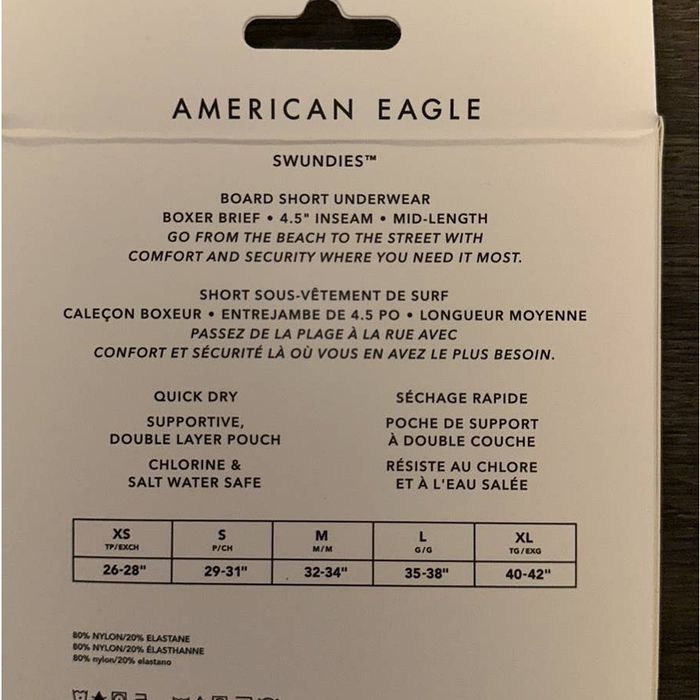 AMERICAN EAGLE
SWUNDIES™
BOARD SHORT UNDERWEAR
BOXER BRIEF • 4.5" INSEAM • MID-LENGTH
GO FROM THE BEACH TO THE STREET WITH
COMFORT AND SECURITY WHERE YOU NEED IT MOST.
SHORT SOUS-VÊTEMENT DE SURF
CALEÇON BOXEUR • ENTREJAMBE DE 4.5 PO • LONGUEUR MOYENNE
PASSEZ DE LA PLAGE À LA RUE AVEC
CONFORT ET SÉCURITÉ LÀ OÙ VOUS EN AVEZ LE PLUS BESOIN.
QUICK DRY
SUPPORTIVE,
DOUBLE LAYER POUCH
CHLORINE &
SALT WATER SAFE
SÉCHAGE RAPIDE
POCHE DE SUPPORT
À DOUBLE COUCHE
RÉSISTE AU CHLORE
ET À L'EAU SALÉE
XS S M L XL
TP/EXCH P/CH M/M G/G TG/EXG
26-28" 29-31" 32-34" 35-38" 40-42"
80% NYLON/20% ELASTANE
80% NYLON/20% ÉLASTHANNE
80% nylon/20% elastano